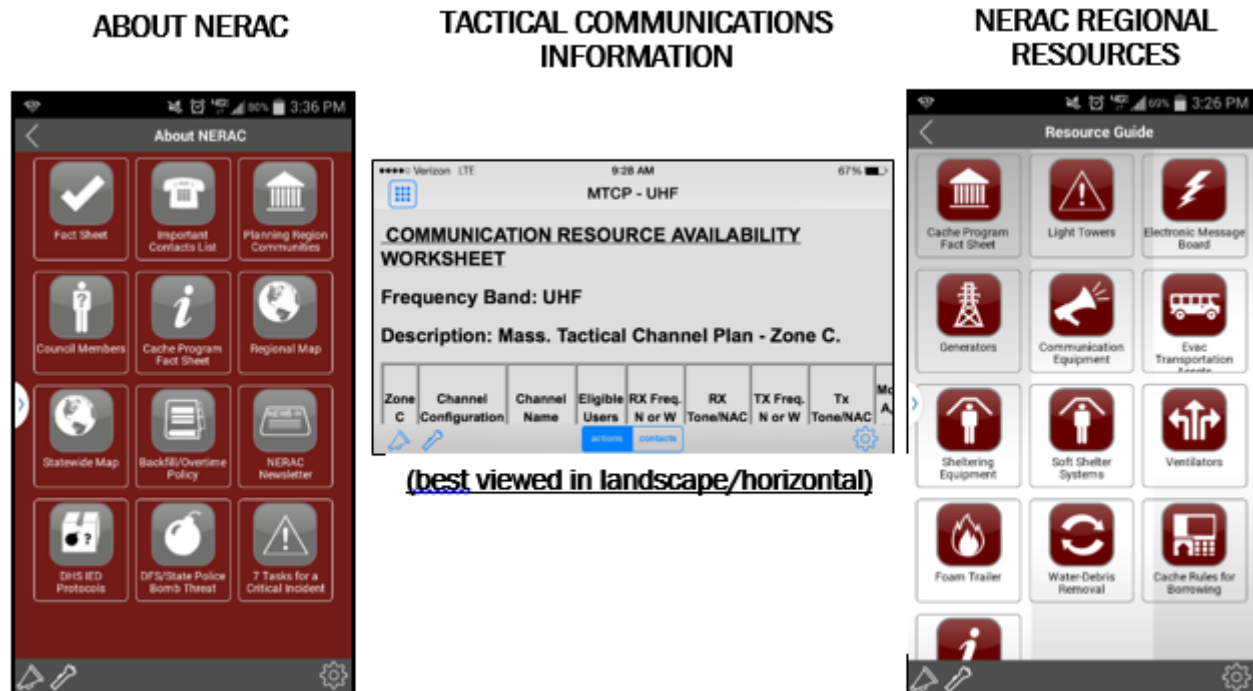 ABOUT NERAC
3:36 PM
80%
About NERAC
Fact Sheet
Important
Contacts List
Planning Region
Communities
Council Members
Cache Program
Fact Sheet
Regional Map
Statewide Map
Backfill/Overtime
Policy
NEWS
NERAC
Newsletter
DHS IED
Protocols
DFS/State Police
Bomb Threat
7 Tasks for a
Critical Incident
TACTICAL COMMUNICATIONS
INFORMATION
Verizon LTE
9:28 AM
67%
MTCP - UHF
COMMUNICATION RESOURCE AVAILABILITY
WORKSHEET
Frequency Band: UHF
Description: Mass. Tactical Channel Plan - Zone C.
Zone
C
Channel
Configuration
Channel
Name
Eligible
Users
RX Freq.
N or W
RX
Tone/NAC
TX Freq.
N or W
Tx
Tone/NAC
actions
contacts
(best viewed in landscape/horizontal)
NERAC REGIONAL
RESOURCES
69%
3:26 PM
Resource Guide
Cache Program
Fact Sheet
Light Towers
Electronic Message
Board
Generators
Communication
Equipment
Evac
Transportation
Assets
Sheltering
Equipment
Soft Shelter
Systems
Ventilators
Foam Trailer
Water-Debris
Removal
Cache Rules for
Borrowing